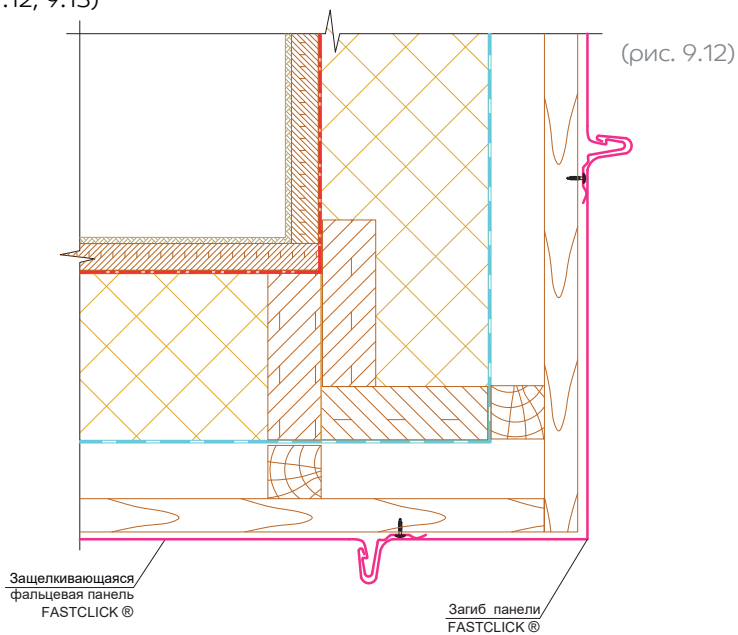 .12, 9.13)
(рис. 9.12)
Защелкивающаяся
фальцевая панель
FASTCLICK ®
Загиб панели
FASTCLICK ®